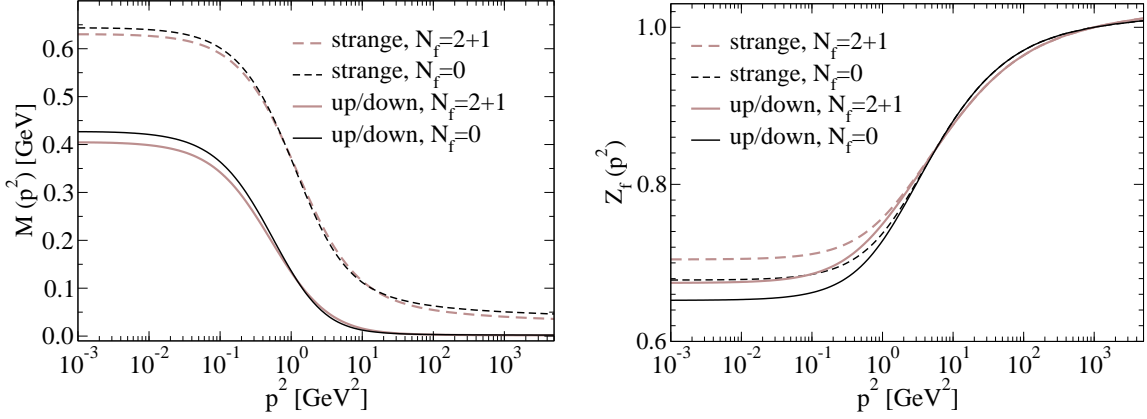 0.6
0.5
0.4
0.3
0.2
0.1
0.0
M (p²) [GeV]
strange, N_f=2+1
strange, N_f=0
up/down, N_f=2+1
up/down, N_f=0
10⁻³ 10⁻² 10⁻¹ 10⁰ 10¹ 10² 10³
p² [GeV²]
1.0
0.8
0.6
Z_f (p²)
strange, N_f=2+1
strange, N_f=0
up/down, N_f=2+1
up/down, N_f=0
10⁻³ 10⁻² 10⁻¹ 10⁰ 10¹ 10² 10³
p² [GeV²]